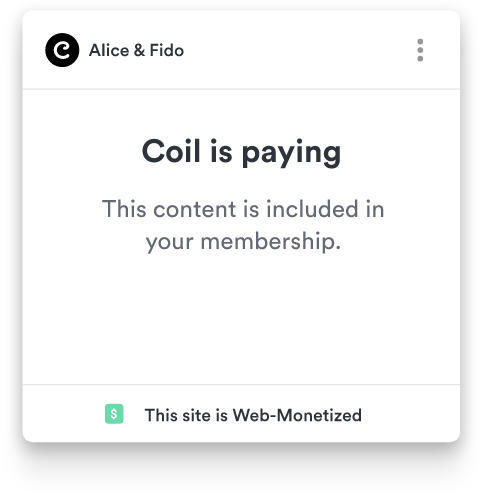 Alice & Fido
Coil is paying
This content is included in
your membership.
$
This site is Web-Monetized